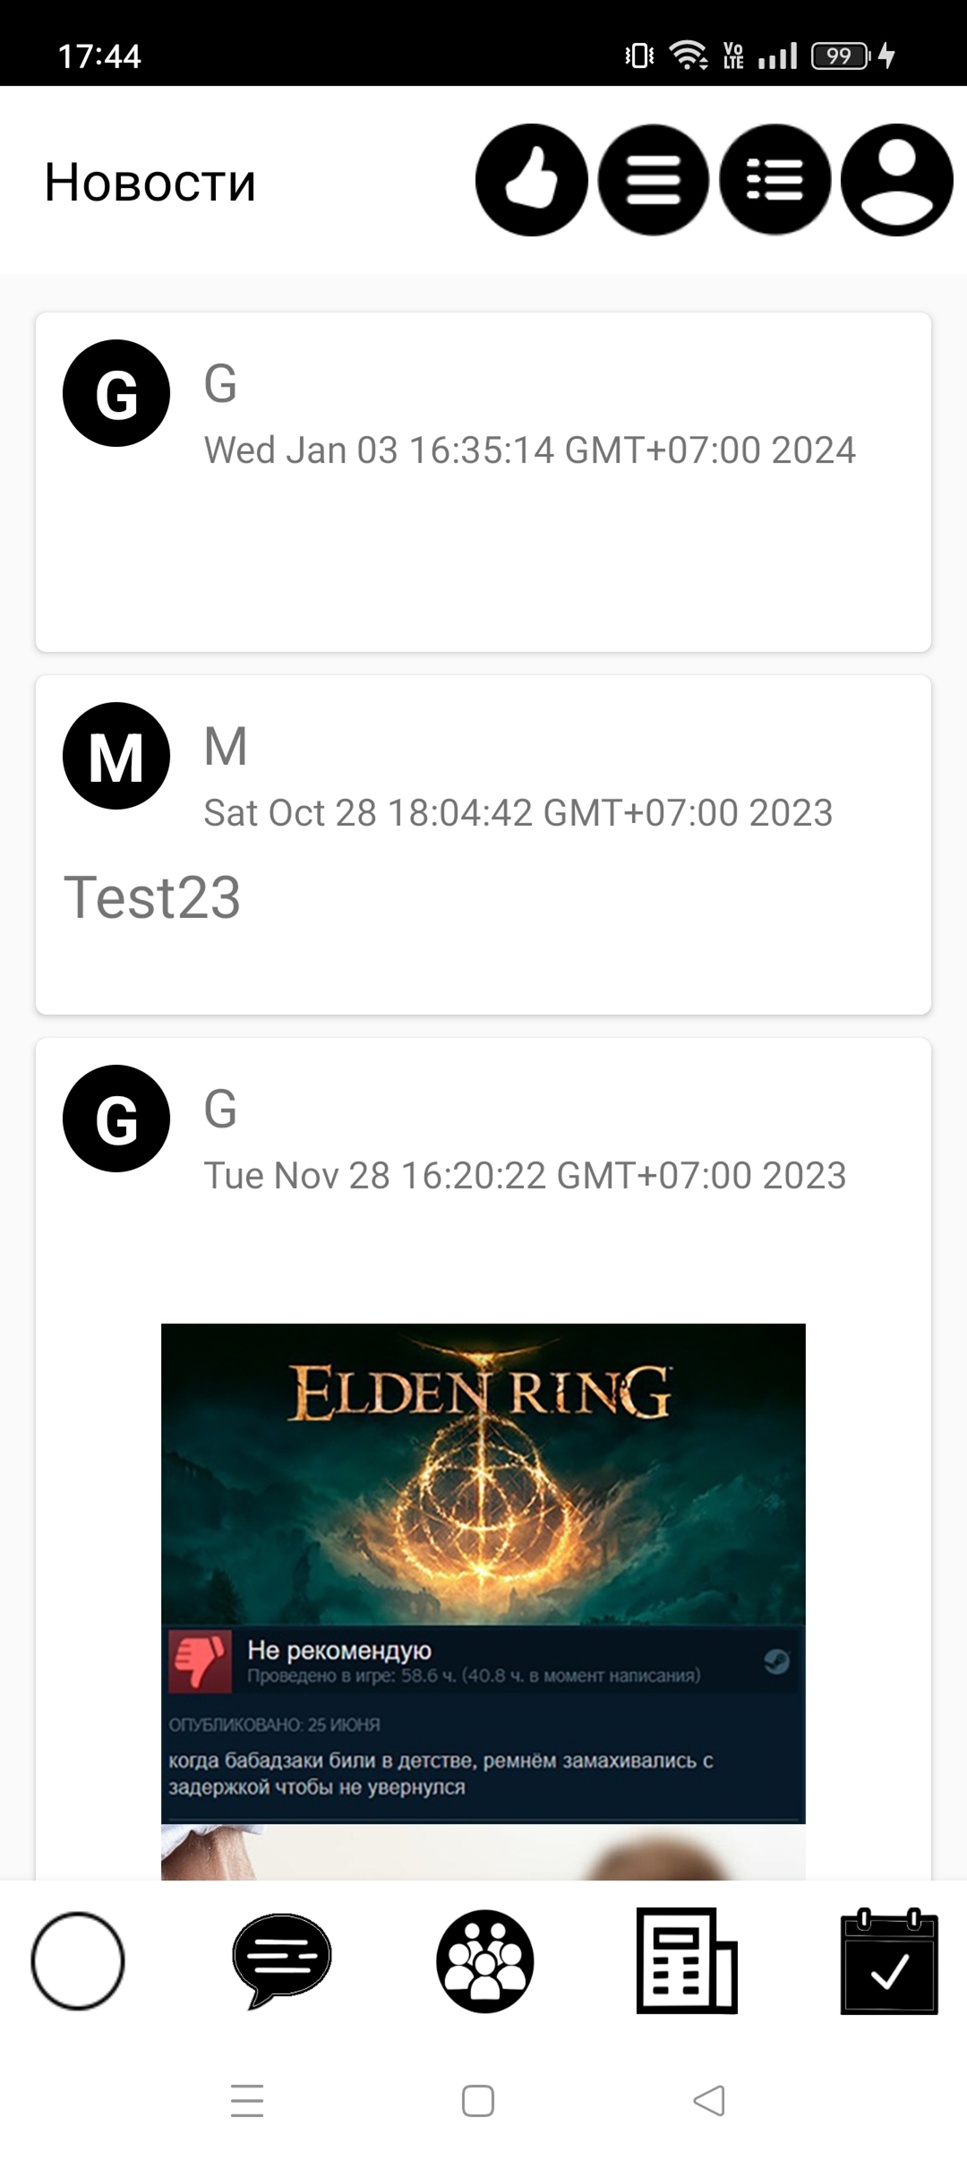 17:44
Vo
LTE
99
Новости
G
G
Wed Jan 03 16:35:14 GMT+07:00 2024
M
M
Sat Oct 28 18:04:42 GMT+07:00 2023
Test23
G
G
Tue Nov 28 16:20:22 GMT+07:00 2023
ELDEN RING
Не рекомендую
Проведено в игре: 58.6 ч. (40.8 ч. в момент написания)
ОПУБЛИКОВАНО: 25 ИЮНЯ
когда бабадзаки били в детстве, ремнём замахивались с
задержкой чтобы не увернулся